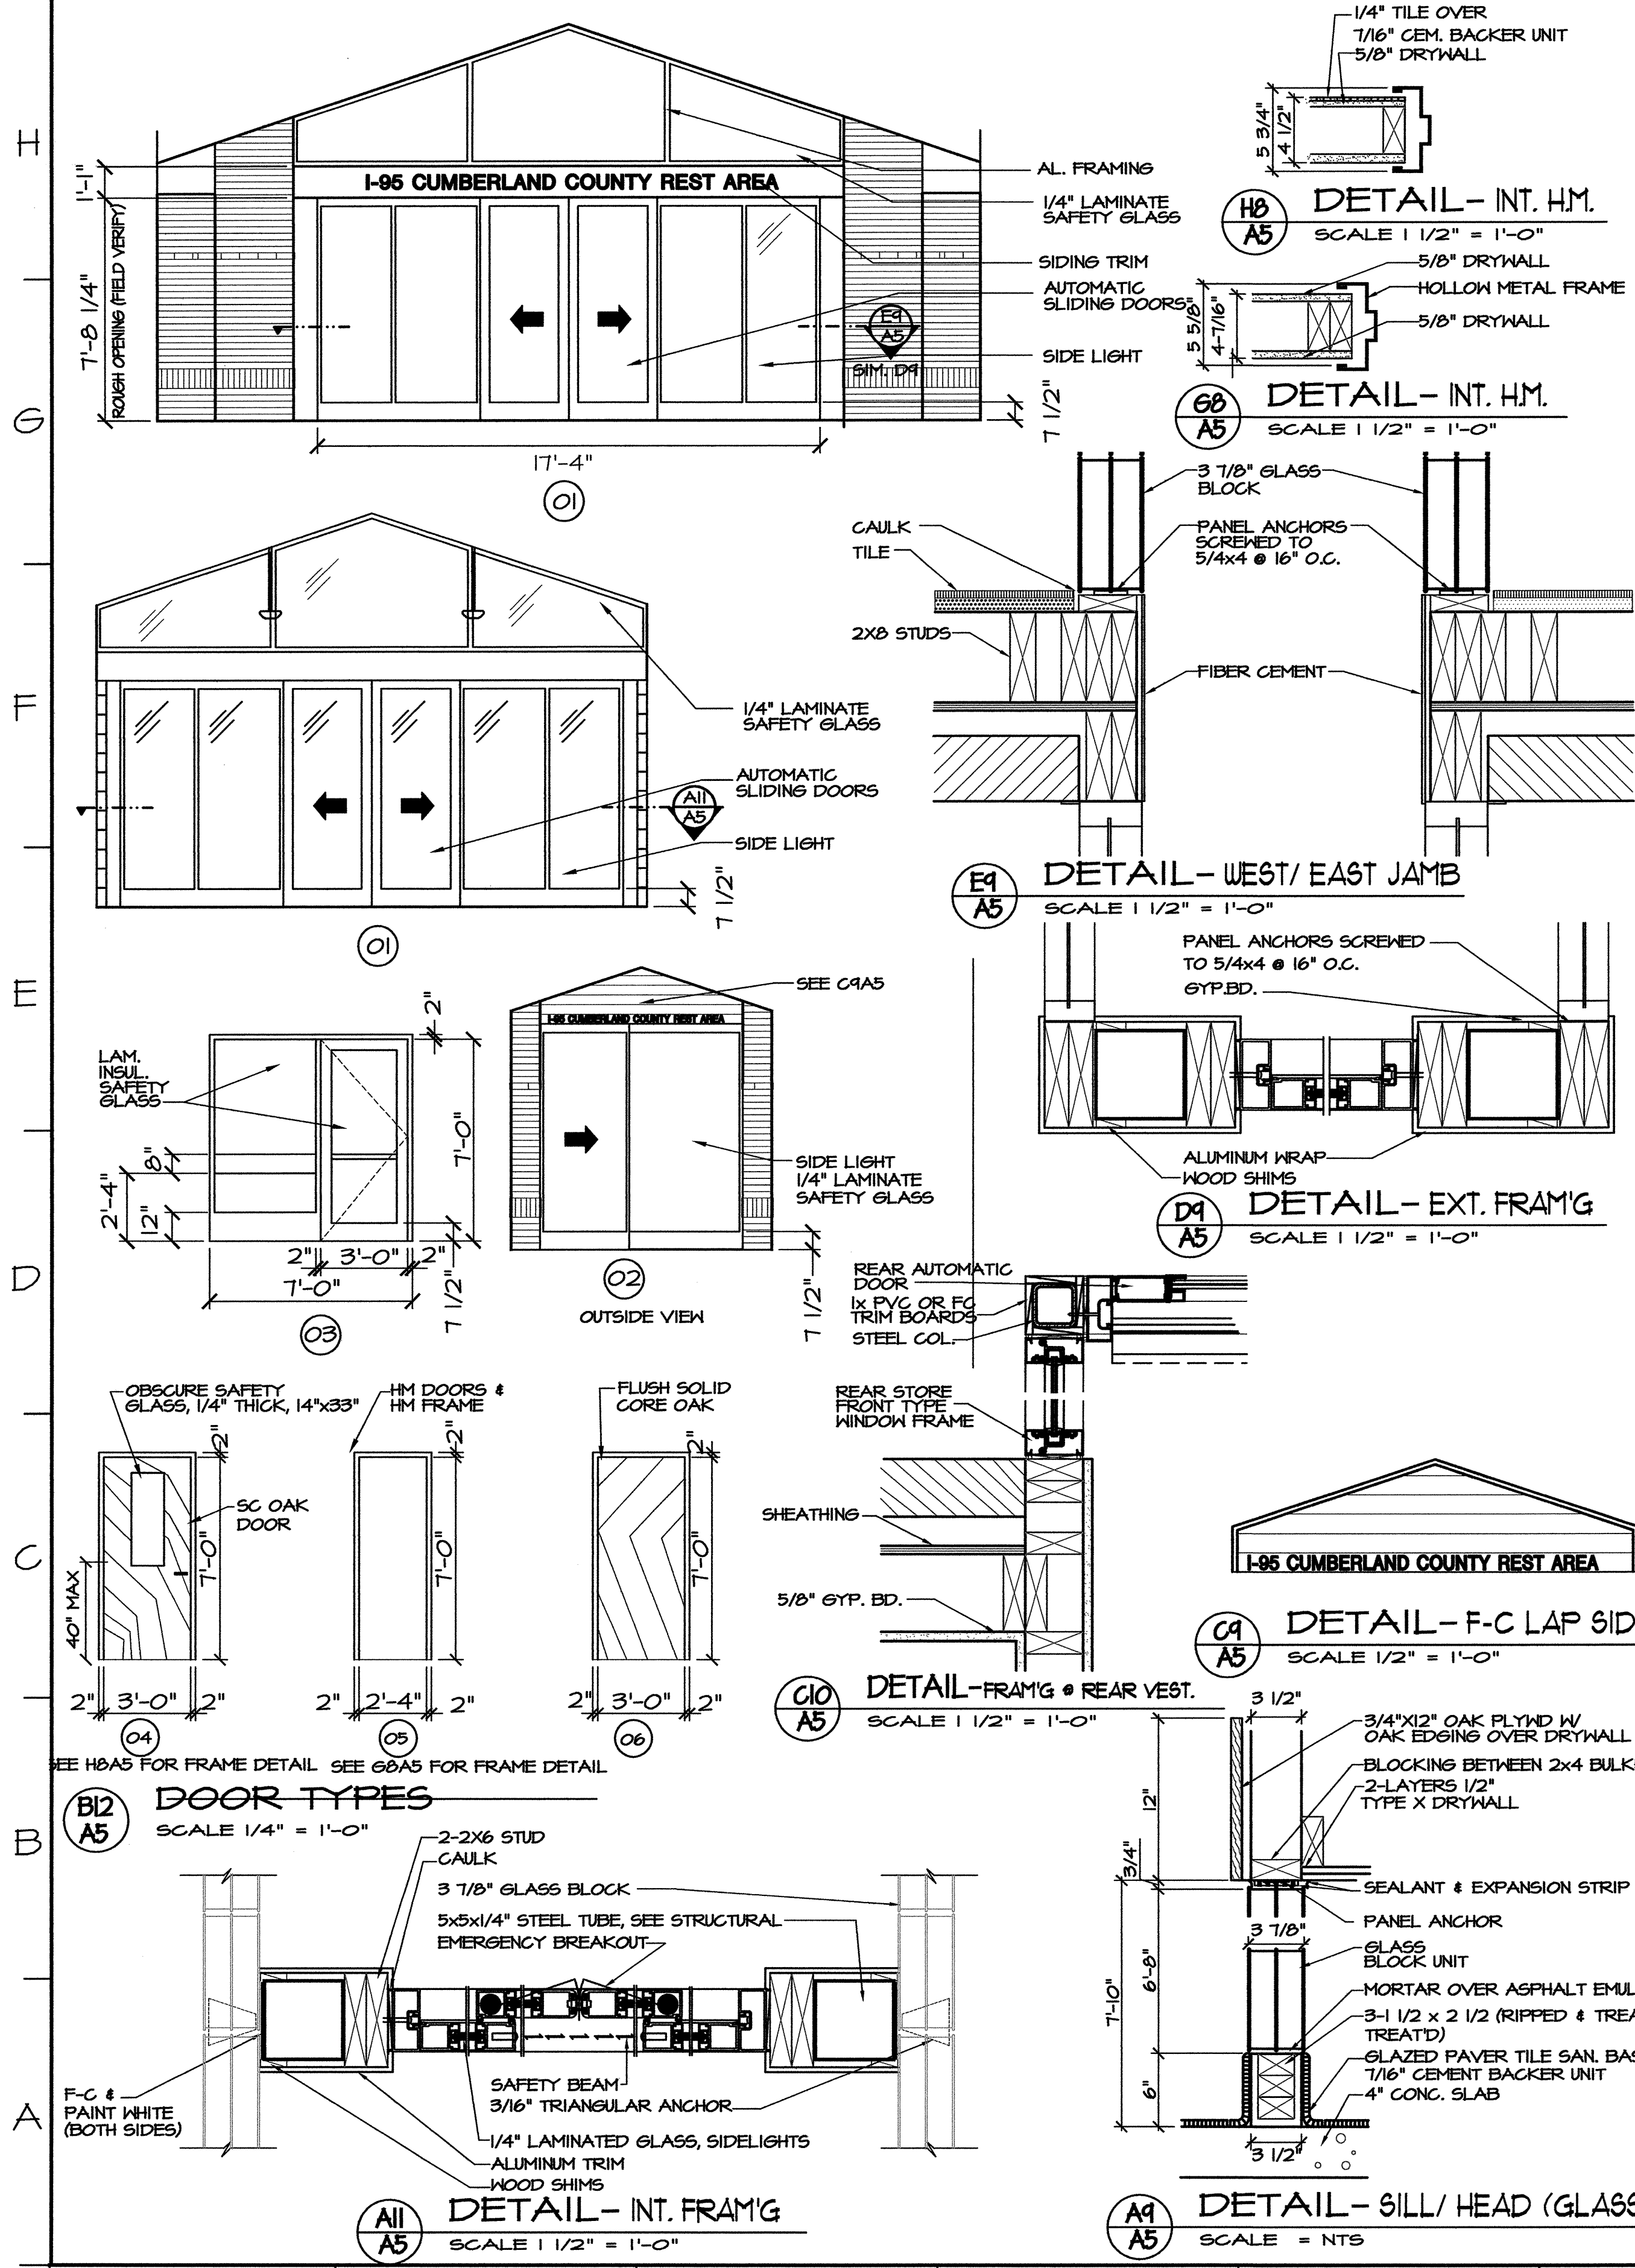 H
G
F
E
D
C
B
A
1'-1"
7'-8 1/4"
ROUGH OPENING (FIELD VERIFY)
I-95 CUMBERLAND COUNTY REST AREA
AL. FRAMING
1/4" LAMINATE
SAFETY GLASS
SIDING TRIM
AUTOMATIC
SLIDING DOORS
SIDE LIGHT
E9
A5
SIM. D9
7 1/2"
17'-4"
01
1/4" TILE OVER
7/16" CEM. BACKER UNIT
5/8" DRYWALL
5 3/4"
4 1/2"
H8
A5
DETAIL- INT. H.M.
SCALE 1 1/2" = 1'-0"
5/8" DRYWALL
HOLLOW METAL FRAME
5/8" DRYWALL
5 5/8"
4-7/16"
G8
A5
DETAIL- INT. H.M.
SCALE 1 1/2" = 1'-0"
1/4" LAMINATE
SAFETY GLASS
AUTOMATIC
SLIDING DOORS
A11
A5
SIDE LIGHT
7 1/2"
01
3 7/8" GLASS
BLOCK
CAULK
TILE
PANEL ANCHORS
SCREWED TO
5/4x4 @ 16" O.C.
2X8 STUDS
FIBER CEMENT
E9
A5
DETAIL- WEST/ EAST JAMB
SCALE 1 1/2" = 1'-0"
LAM.
INSUL.
SAFETY
GLASS
2"
7'-0"
8"
2'-4"
12"
2"
3'-0"
2"
7'-0"
7 1/2"
03
SEE C9A5
I-95 CUMBERLAND COUNTY REST AREA
SIDE LIGHT
1/4" LAMINATE
SAFETY GLASS
7 1/2"
02
OUTSIDE VIEW
PANEL ANCHORS SCREWED
TO 5/4x4 @ 16" O.C.
GYP.BD.
ALUMINUM WRAP
WOOD SHIMS
D9
A5
DETAIL- EXT. FRAM'G
SCALE 1 1/2" = 1'-0"
REAR AUTOMATIC
DOOR
1x PVC OR FC
TRIM BOARDS
STEEL COL.
REAR STORE
FRONT TYPE
WINDOW FRAME
SHEATHING
5/8" GYP. BD.
C10
A5
DETAIL-FRAM'G @ REAR VEST.
SCALE 1 1/2" = 1'-0"
I-95 CUMBERLAND COUNTY REST AREA
C9
A5
DETAIL- F-C LAP SID
SCALE 1/2" = 1'-0"
OBSCURE SAFETY
GLASS, 1/4" THICK, 14"x33"
SC OAK
DOOR
2"
7'-0"
40" MAX
2"
3'-0"
2"
04
SEE H8A5 FOR FRAME DETAIL
HM DOORS &
HM FRAME
2"
7'-0"
2"
2'-4"
2"
05
SEE G8A5 FOR FRAME DETAIL
FLUSH SOLID
CORE OAK
2"
7'-0"
2"
3'-0"
2"
06
B12
A5
DOOR TYPES
SCALE 1/4" = 1'-0"
2-2X6 STUD
CAULK
3 7/8" GLASS BLOCK
5x5x1/4" STEEL TUBE, SEE STRUCTURAL
EMERGENCY BREAKOUT
SAFETY BEAM
3/16" TRIANGULAR ANCHOR
F-C &
PAINT WHITE
(BOTH SIDES)
1/4" LAMINATED GLASS, SIDELIGHTS
ALUMINUM TRIM
WOOD SHIMS
A11
A5
DETAIL- INT. FRAM'G
SCALE 1 1/2" = 1'-0"
3 1/2"
3/4"X12" OAK PLYWD W/
OAK EDGING OVER DRYWALL
BLOCKING BETWEEN 2x4 BULK
2-LAYERS 1/2"
TYPE X DRYWALL
12"
3/4"
SEALANT & EXPANSION STRIP
PANEL ANCHOR
3 7/8"
GLASS
BLOCK UNIT
6'-8"
7'-10"
MORTAR OVER ASPHALT EMUL
3-1 1/2 x 2 1/2 (RIPPED & TREA
TREAT'D)
GLAZED PAVER TILE SAN. BAS
7/16" CEMENT BACKER UNIT
4" CONC. SLAB
6"
3 1/2"
A9
A5
DETAIL- SILL/ HEAD (GLASS
SCALE = NTS